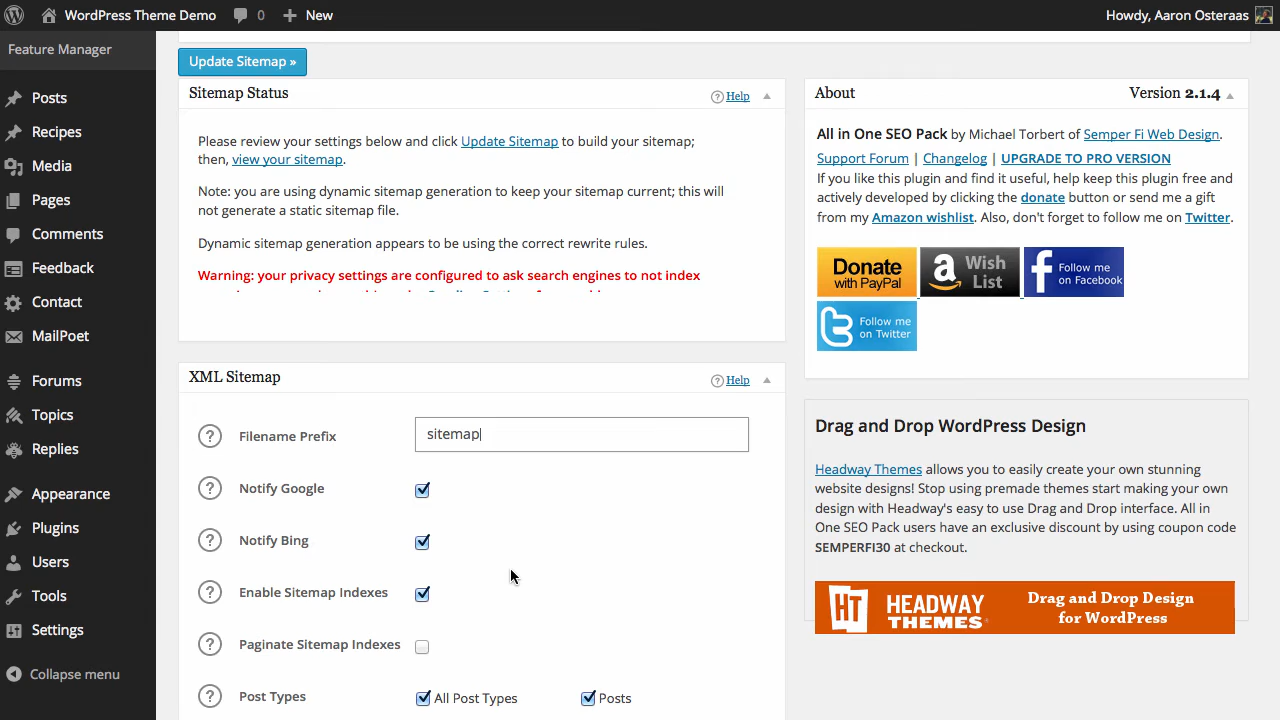 WordPress Theme Demo
0
New
Howdy, Aaron Osteraas
Feature Manager
Posts
Recipes
Media
Pages
Comments
Feedback
Contact
MailPoet
Forums
Topics
Replies
Appearance
Plugins
Users
Tools
Settings
Collapse menu
Update Sitemap »
Sitemap Status
? Help
Please review your settings below and click Update Sitemap to build your sitemap;
then, view your sitemap.
Note: you are using dynamic sitemap generation to keep your sitemap current; this will
not generate a static sitemap file.
Dynamic sitemap generation appears to be using the correct rewrite rules.
Warning: your privacy settings are configured to ask search engines to not index
XML Sitemap
? Help
? Filename Prefix
sitemap
? Notify Google
? Notify Bing
? Enable Sitemap Indexes
? Paginate Sitemap Indexes
? Post Types
All Post Types
Posts
About
Version 2.1.4
All in One SEO Pack by Michael Torbert of Semper Fi Web Design.
Support Forum | Changelog | UPGRADE TO PRO VERSION
If you like this plugin and find it useful, help keep this plugin free and
actively developed by clicking the donate button or send me a gift
from my Amazon wishlist. Also, don't forget to follow me on Twitter.
Donate
with PayPal
a Wish
List
f Follow me
on Facebook
Follow me
on Twitter
Drag and Drop WordPress Design
Headway Themes allows you to easily create your own stunning
website designs! Stop using premade themes start making your own
design with Headway's easy to use Drag and Drop interface. All in
One SEO Pack users have an exclusive discount by using coupon code
SEMPERFI30 at checkout.
HT HEADWAY
THEMES
Drag and Drop Design
for WordPress